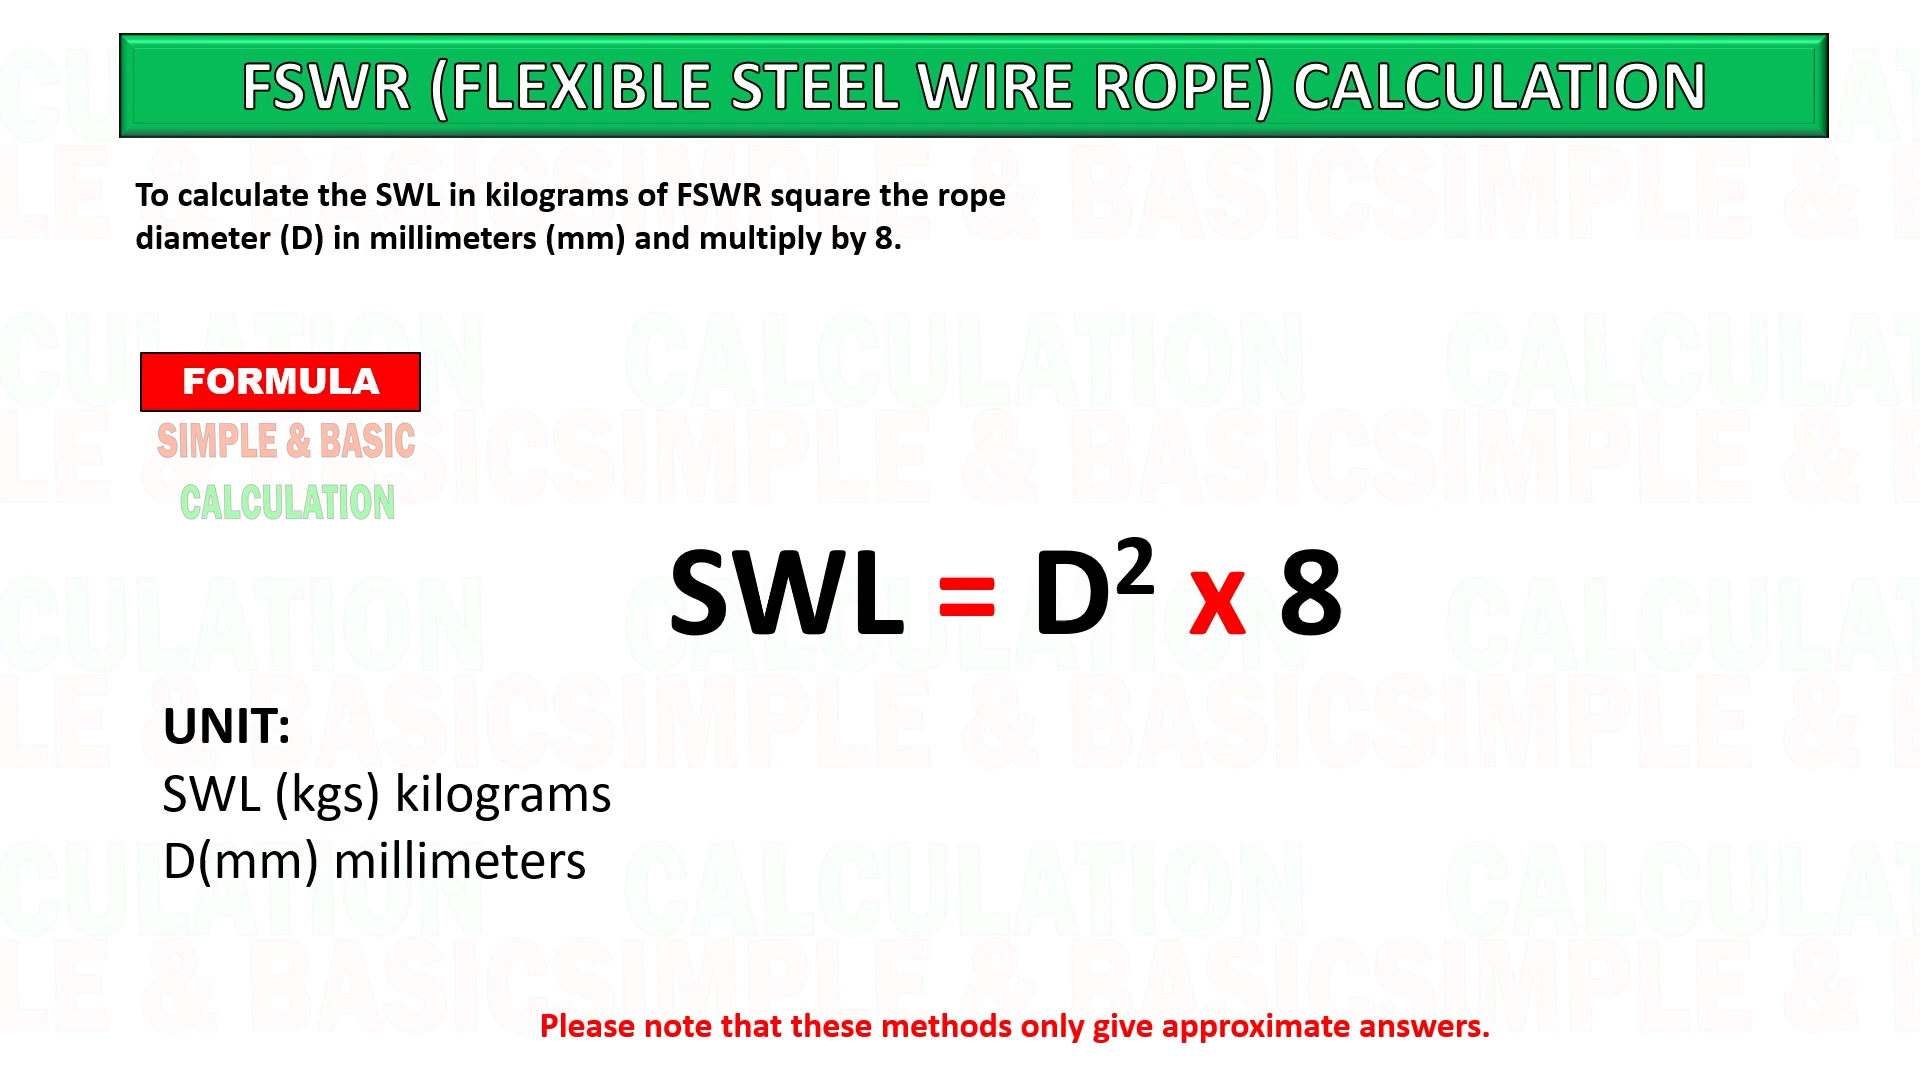 FSWR (FLEXIBLE STEEL WIRE ROPE) CALCULATION
To calculate the SWL in kilograms of FSWR square the rope
diameter (D) in millimeters (mm) and multiply by 8.
FORMULA
SIMPLE & BASIC
CALCULATION
SWL = D² x 8
UNIT:
SWL (kgs) kilograms
D(mm) millimeters
Please note that these methods only give approximate answers.